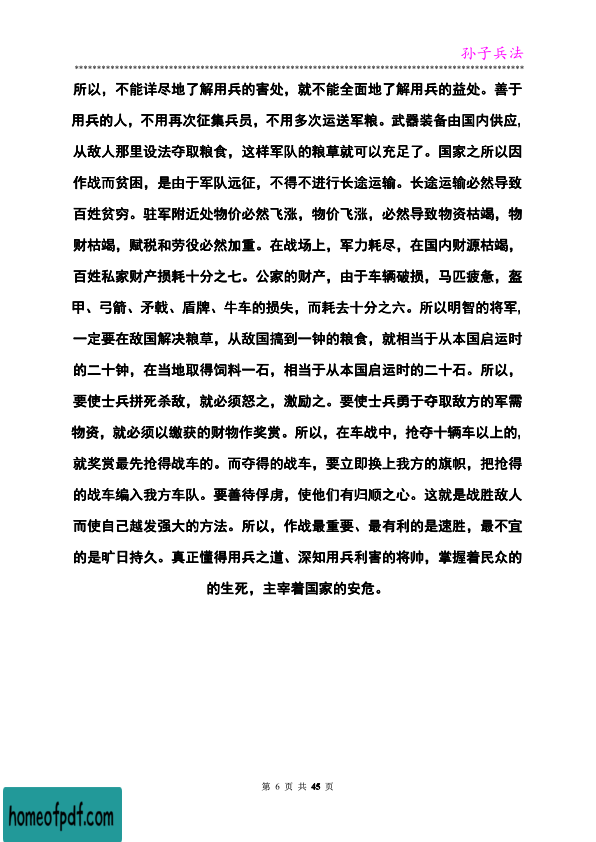 孙子兵法
************************************************************************************************
所以，不能详尽地了解用兵的害处，就不能全面地了解用兵的益处。善于
用兵的人，不用再次征集兵员，不用多次运送军粮。武器装备由国内供应,
从敌人那里设法夺取粮食，这样军队的粮草就可以充足了。国家之所以因
作战而贫困，是由于军队远征，不得不进行长途运输。长途运输必然导致
百姓贫穷。驻军附近处物价必然飞涨，物价飞涨，必然导致物资枯竭，物
财枯竭，赋税和劳役必然加重。在战场上，军力耗尽，在国内财源枯竭，
百姓私家财产损耗十分之七。公家的财产，由于车辆破损，马匹疲惫，盔
甲、弓箭、矛戟、盾牌、牛车的损失，而耗去十分之六。所以明智的将军,
一定要在敌国解决粮草，从敌国搞到一钟的粮食，就相当于从本国启运时
的二十钟，在当地取得饲料一石，相当于从本国启运时的二十石。所以，
要使士兵拼死杀敌，就必须怒之，激励之。要使士兵勇于夺取敌方的军需
物资，就必须以缴获的财物作奖赏。所以，在车战中，抢夺十辆车以上的,
就奖赏最先抢得战车的。而夺得的战车，要立即换上我方的旗帜，把抢得
的战车编入我方车队。要善待俘虏，使他们有归顺之心。这就是战胜敌人
而使自己越发强大的方法。所以，作战最重要、最有利的是速胜，最不宜
的是旷日持久。真正懂得用兵之道、深知用兵利害的将帅，掌握着民众的
的生死，主宰着国家的安危。
第 6 页 共 45 页
homeofpdf.com